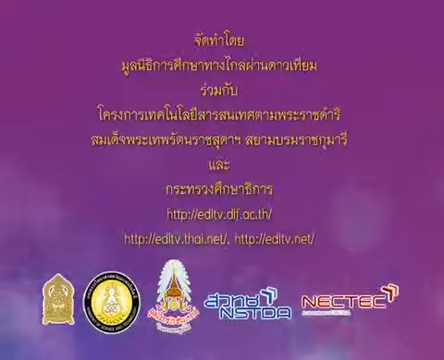 จัดทำโดย
มูลนิธิการศึกษาทางไกลผ่านดาวเทียม
ร่วมกับ
โครงการเทคโนโลยีสารสนเทศตามพระราชดำริ
สมเด็จพระเทพรัตนราชสุดาฯ สยามบรมราชกุมารี
และ
กระทรวงศึกษาธิการ
http://edltv.dlf.ac.th/
http://edltv.thai.net/, http://edltv.net/
สวทช NECTEC
NSTDA